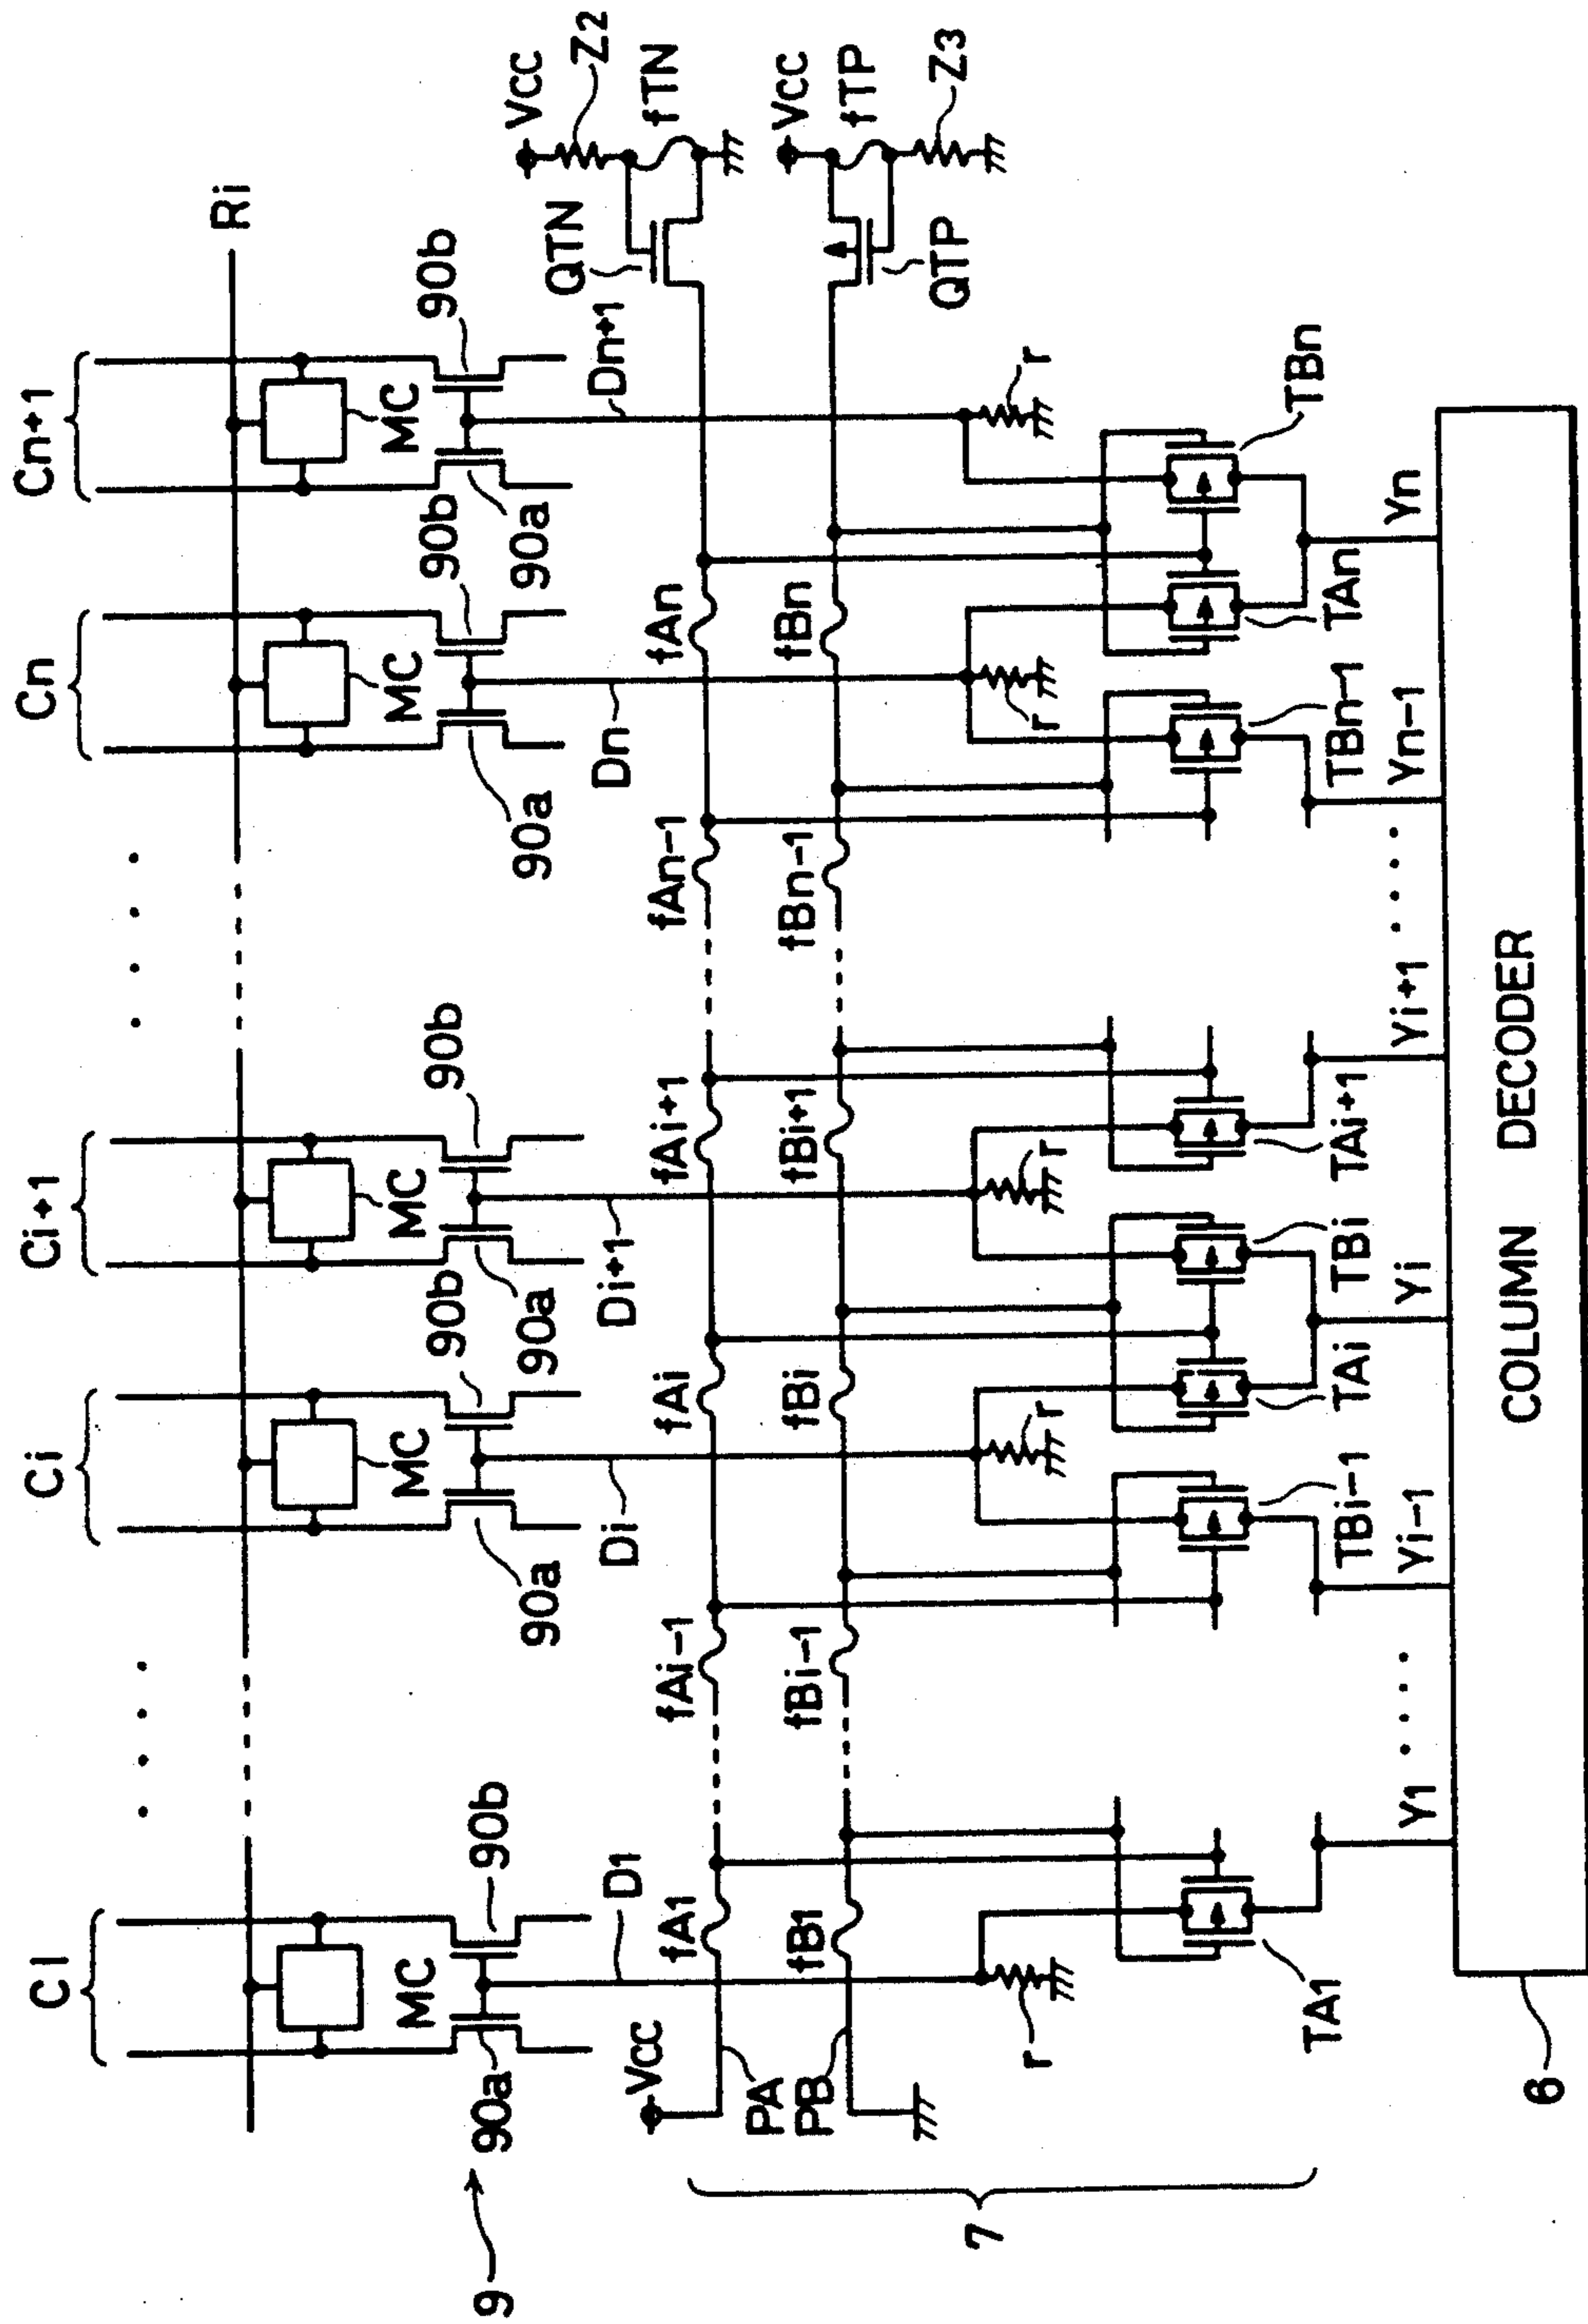 C1 Ci Ci+1 Cn Cn+1
Ri
MC MC MC MC MC
9
90a 90b 90a 90b 90a 90b 90a 90b 90a 90b
D1 Di Di+1 Dn Dn+1
Vcc
PA
fA1 fAi-1 fAi fAi+1 fAn-1 fAn
PB
fB1 fBi-1 fBi fBi+1 fBn-1 fBn
QTN
Vcc
Z2
fTN
QTP
Vcc
fTP
Z3
7
r r r r r
TA1 TBi-1 TAi TBi TAi+1 TBn-1 TAn TBn
Y1 Yi-1 Yi Yi+1 Yn-1 Yn
COLUMN DECODER
6